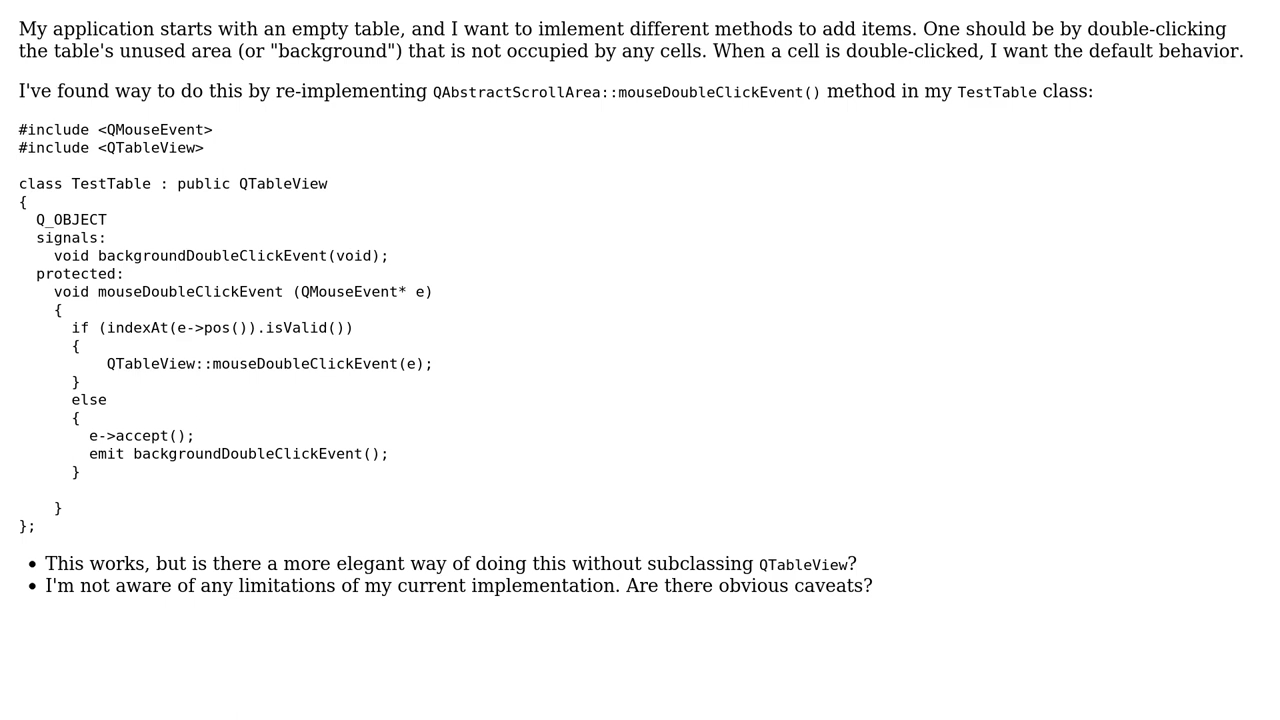 My application starts with an empty table, and I want to imlement different methods to add items. One should be by double-clicking
the table's unused area (or "background") that is not occupied by any cells. When a cell is double-clicked, I want the default behavior.
I've found way to do this by re-implementing QAbstractScrollArea::mouseDoubleClickEvent() method in my TestTable class:
#include <QMouseEvent>
#include <QTableView>
class TestTable : public QTableView
{
  Q_OBJECT
  signals:
    void backgroundDoubleClickEvent(void);
  protected:
    void mouseDoubleClickEvent (QMouseEvent* e)
    {
      if (indexAt(e->pos()).isValid())
      {
          QTableView::mouseDoubleClickEvent(e);
      }
      else
      {
        e->accept();
        emit backgroundDoubleClickEvent();
      }
    }
};
• This works, but is there a more elegant way of doing this without subclassing QTableView?
• I'm not aware of any limitations of my current implementation. Are there obvious caveats?